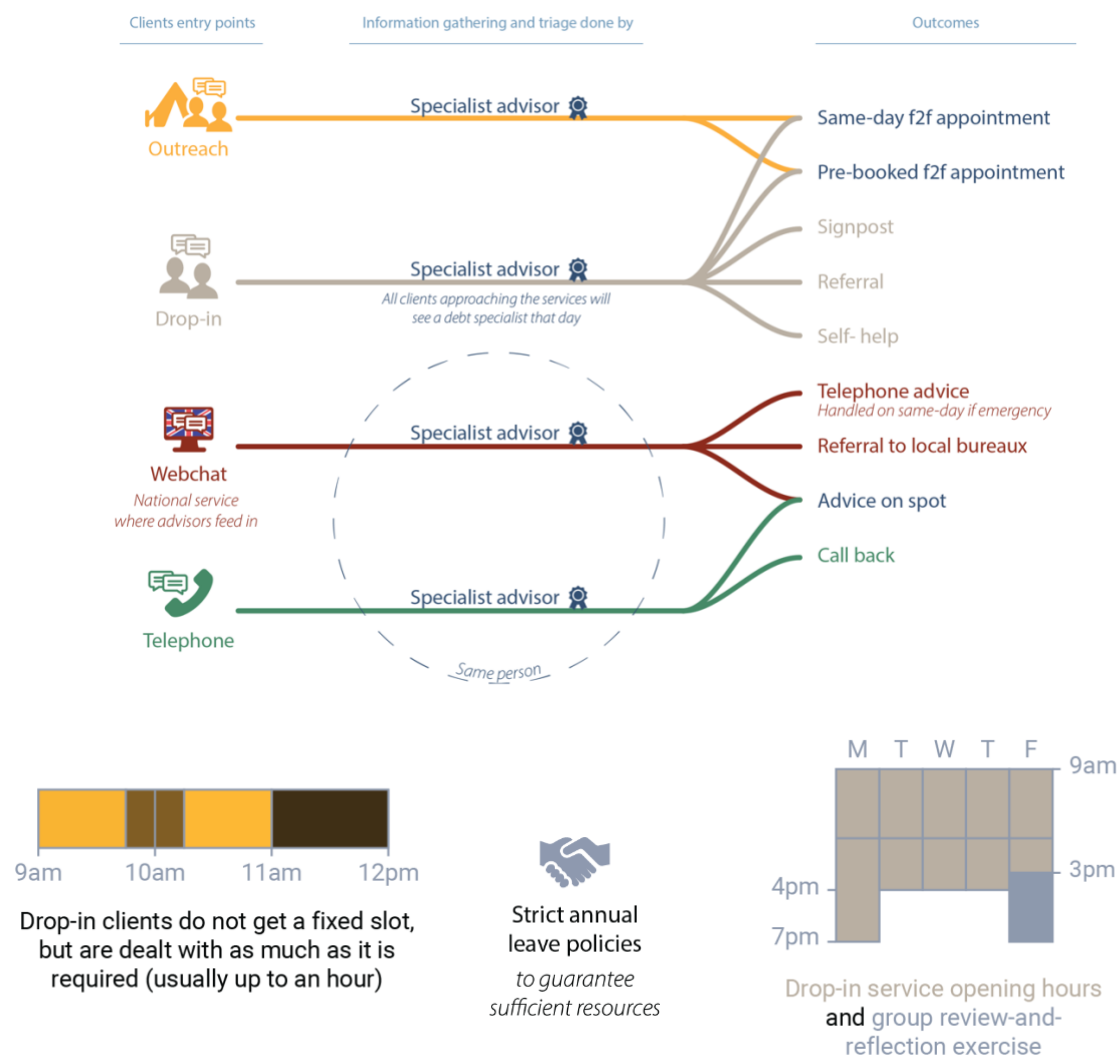 Clients entry points
Information gathering and triage done by
Outcomes
Outreach
Specialist advisor
Same-day f2f appointment
Pre-booked f2f appointment
Drop-in
Specialist advisor
All clients approaching the services will
see a debt specialist that day
Signpost
Referral
Self- help
Webchat
National service
where advisors feed in
Specialist advisor
Telephone advice
Handled on same-day if emergency
Referral to local bureaux
Advice on spot
Telephone
Specialist advisor
Call back
Same person
9am
10am
11am
12pm
Drop-in clients do not get a fixed slot,
but are dealt with as much as it is
required (usually up to an hour)
Strict annual
leave policies
to guarantee
sufficient resources
M T W T F
9am
3pm
4pm
7pm
Drop-in service opening hours
and group review-and-
reflection exercise